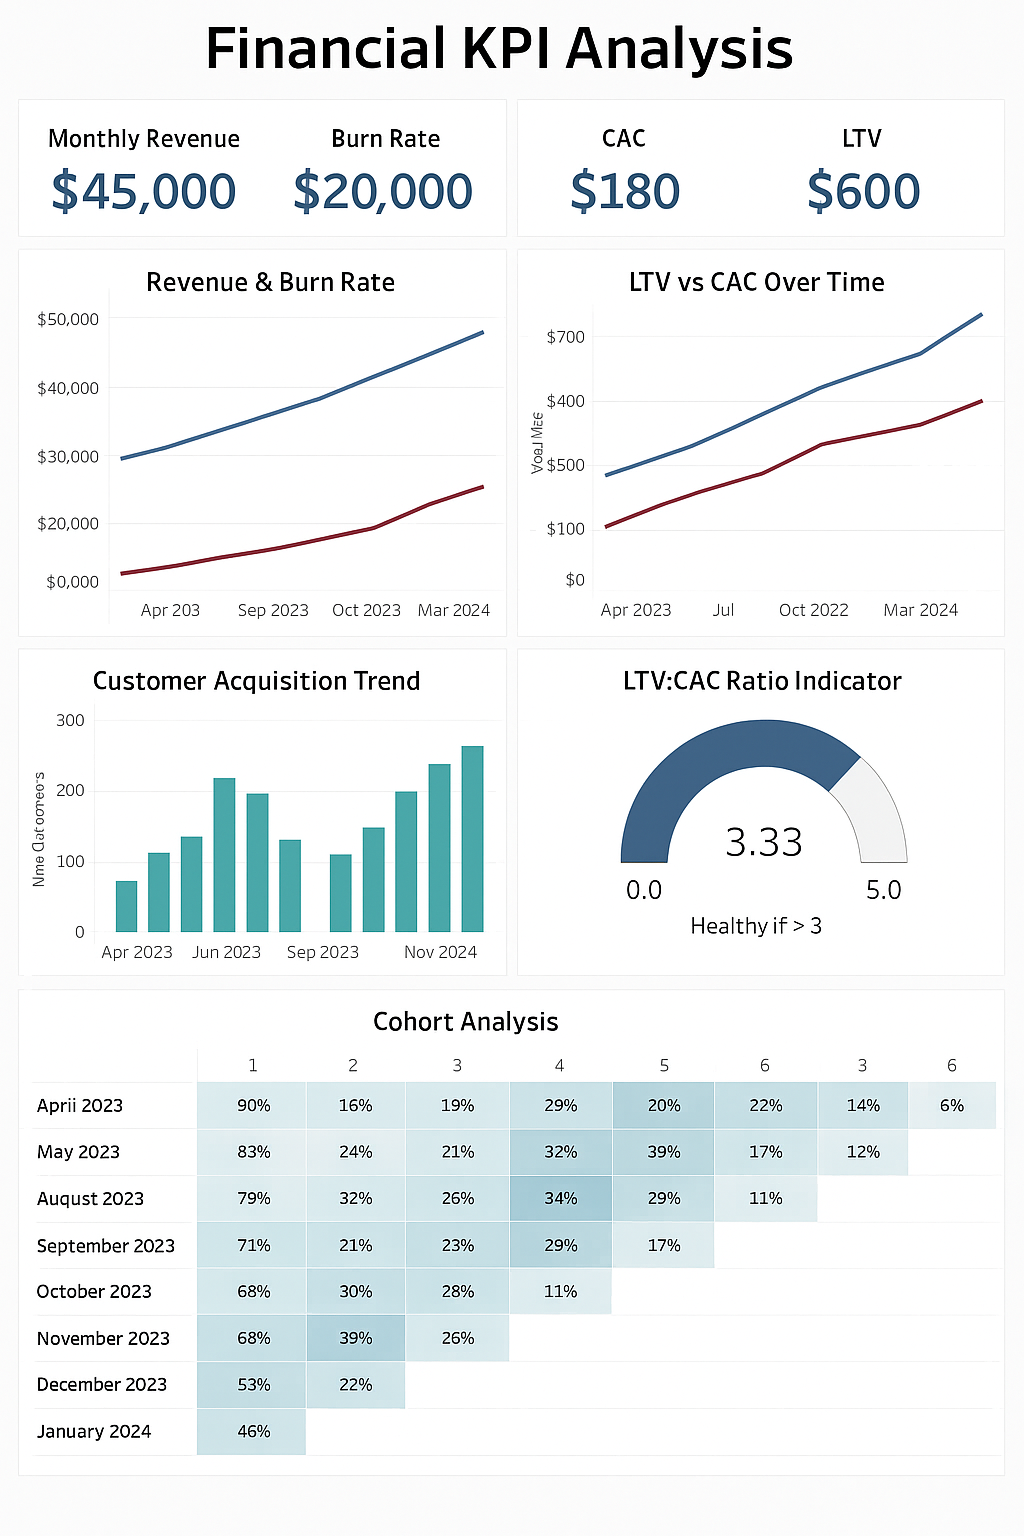 Financial KPI Analysis
Monthly Revenue
$45,000
Burn Rate
$20,000
CAC
$180
LTV
$600
Revenue & Burn Rate
$50,000
$40,000
$30,000
$20,000
$0,000
Apr 203 Sep 2023 Oct 2023 Mar 2024
LTV vs CAC Over Time
$700
$400
$500
$100
$0
Apr 2023 Jul Oct 2022 Mar 2024
Customer Acquisition Trend
300
200
100
0
Apr 2023 Jun 2023 Sep 2023 Nov 2024
LTV:CAC Ratio Indicator
3.33
0.0 5.0
Healthy if > 3
Cohort Analysis
1 2 3 4 5 6 3 6
Aprii 2023 90% 16% 19% 29% 20% 22% 14% 6%
May 2023 83% 24% 21% 32% 39% 17% 12%
Auqust 2023 79% 32% 26% 34% 29% 11%
September 2023 71% 21% 23% 29% 17%
October 2023 68% 30% 28% 11%
November 2023 68% 39% 26%
December 2023 53% 22%
January 2024 46%